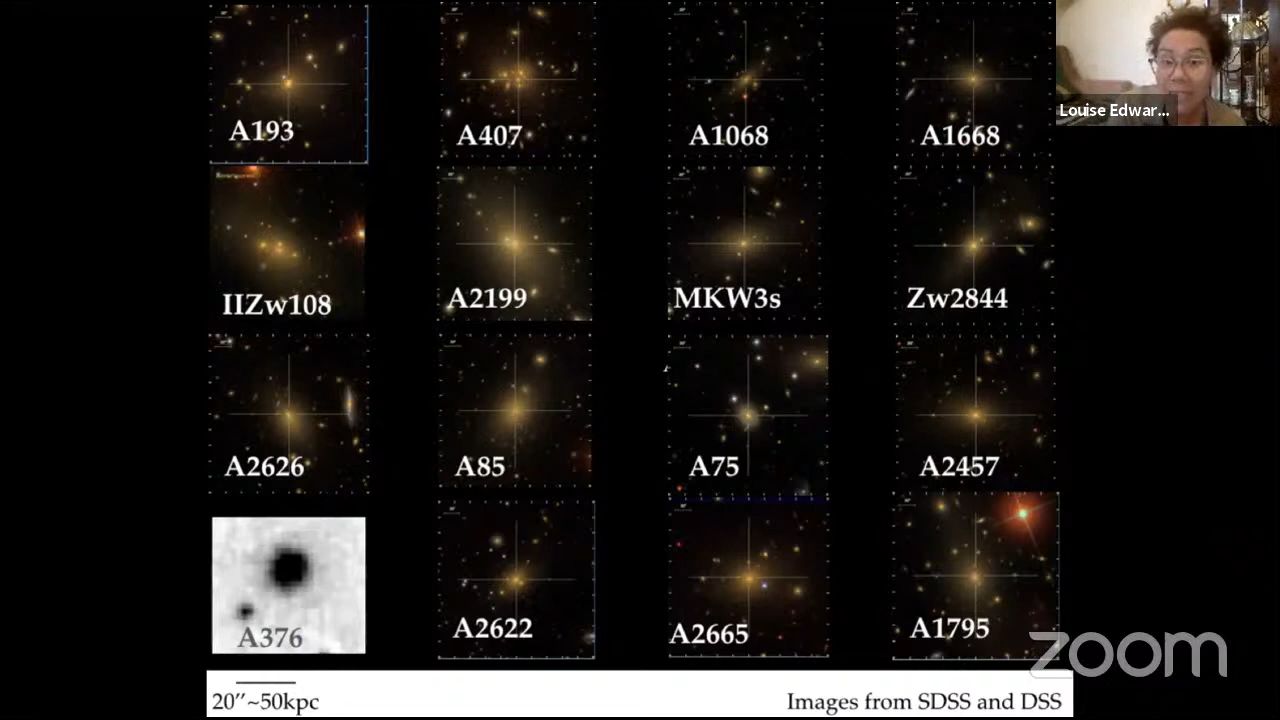 A193
A407
A1068
A1668
Louise Edwar...
IIZw108
A2199
MKW3s
Zw2844
A2626
A85
A75
A2457
A376
A2622
A2665
A1795
zoom
20”~50kpc
Images from SDSS and DSS